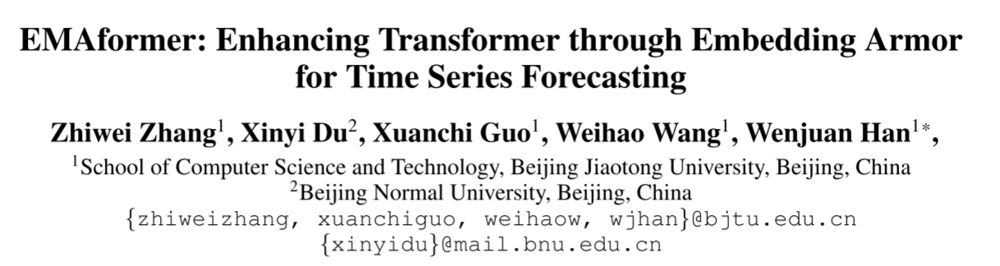 EMAformer: Enhancing Transformer through Embedding Armor
for Time Series Forecasting
Zhiwei Zhang¹, Xinyi Du², Xuanchi Guo¹, Weihao Wang¹, Wenjuan Han¹*,
¹School of Computer Science and Technology, Beijing Jiaotong University, Beijing, China
²Beijing Normal University, Beijing, China
{zhiweizhang, xuanchiguo, weihaow, wjhan}@bjtu.edu.cn
{xinyidu}@mail.bnu.edu.cn